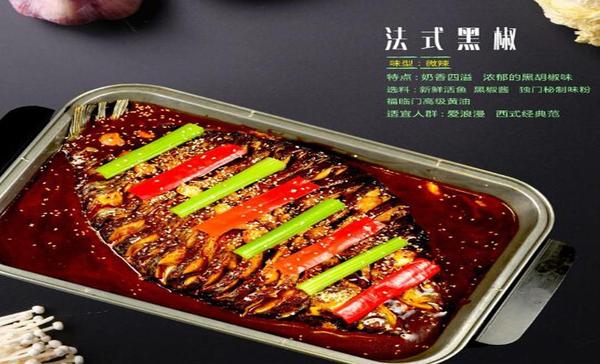 法式黑椒
味型：微辣
特点：奶香四溢 浓郁的黑胡椒味
选料：新鲜活鱼 黑椒酱 独门秘制味粉
福临门高级黄油
适宜人群：爱浪漫 西式经典范